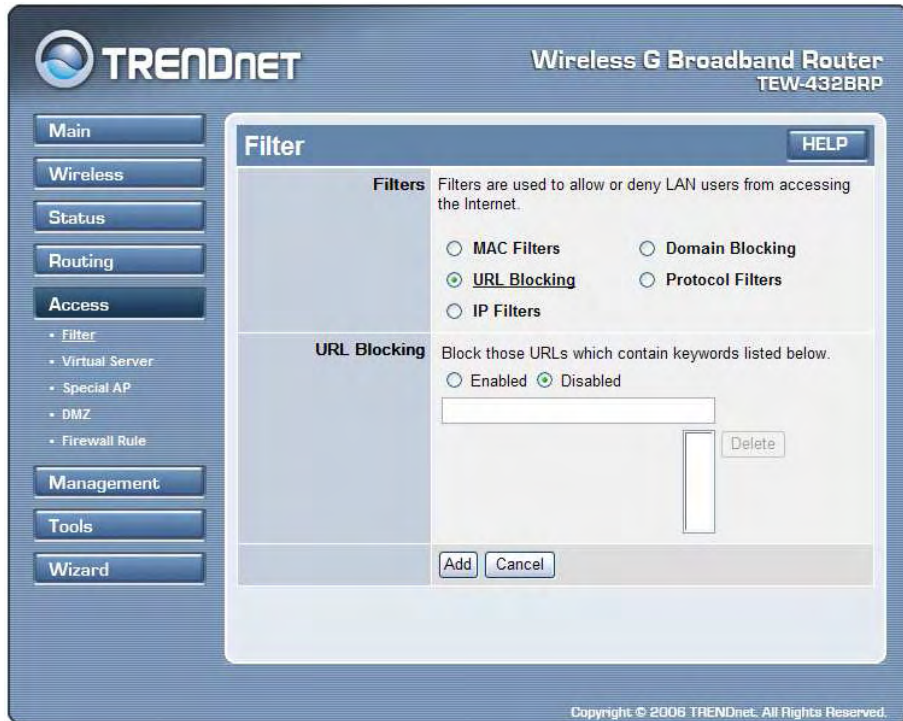 TRENDNET
Wireless G Broadband Router
TEW-432BRP
Main
Wireless
Status
Routing
Access
• Filter
• Virtual Server
• Special AP
• DMZ
• Firewall Rule
Management
Tools
Wizard
Filter
HELP
Filters
Filters are used to allow or deny LAN users from accessing
the Internet.
MAC Filters
Domain Blocking
URL Blocking
Protocol Filters
IP Filters
URL Blocking
Block those URLs which contain keywords listed below.
Enabled Disabled
Delete
Add Cancel
Copyright © 2006 TRENDnet. All Rights Reserved.